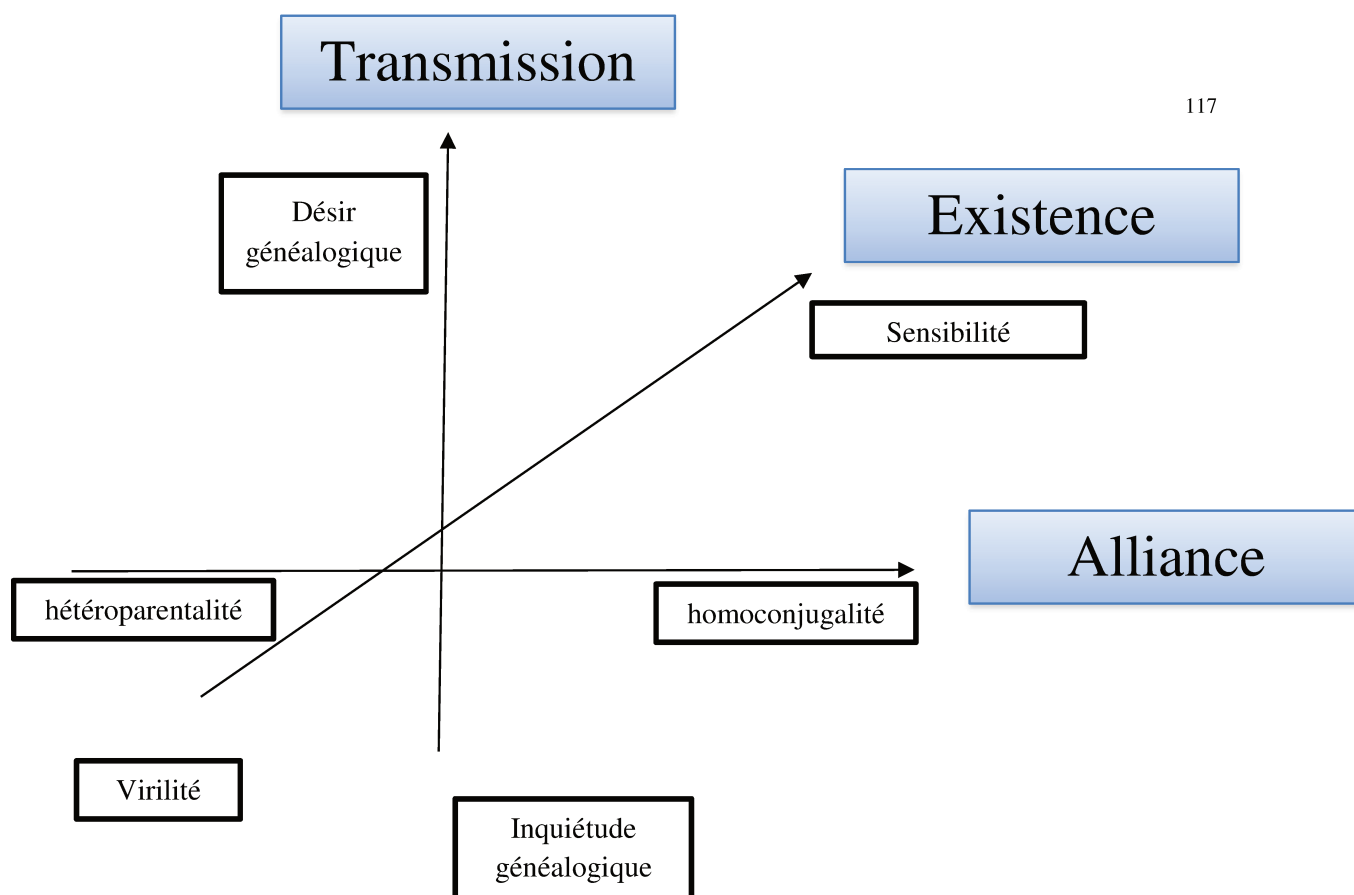 Transmission
117
Désir
généalogique
Existence
Sensibilité
Alliance
hétéroparentalité
homoconjugalité
Virilité
Inquiétude
généalogique